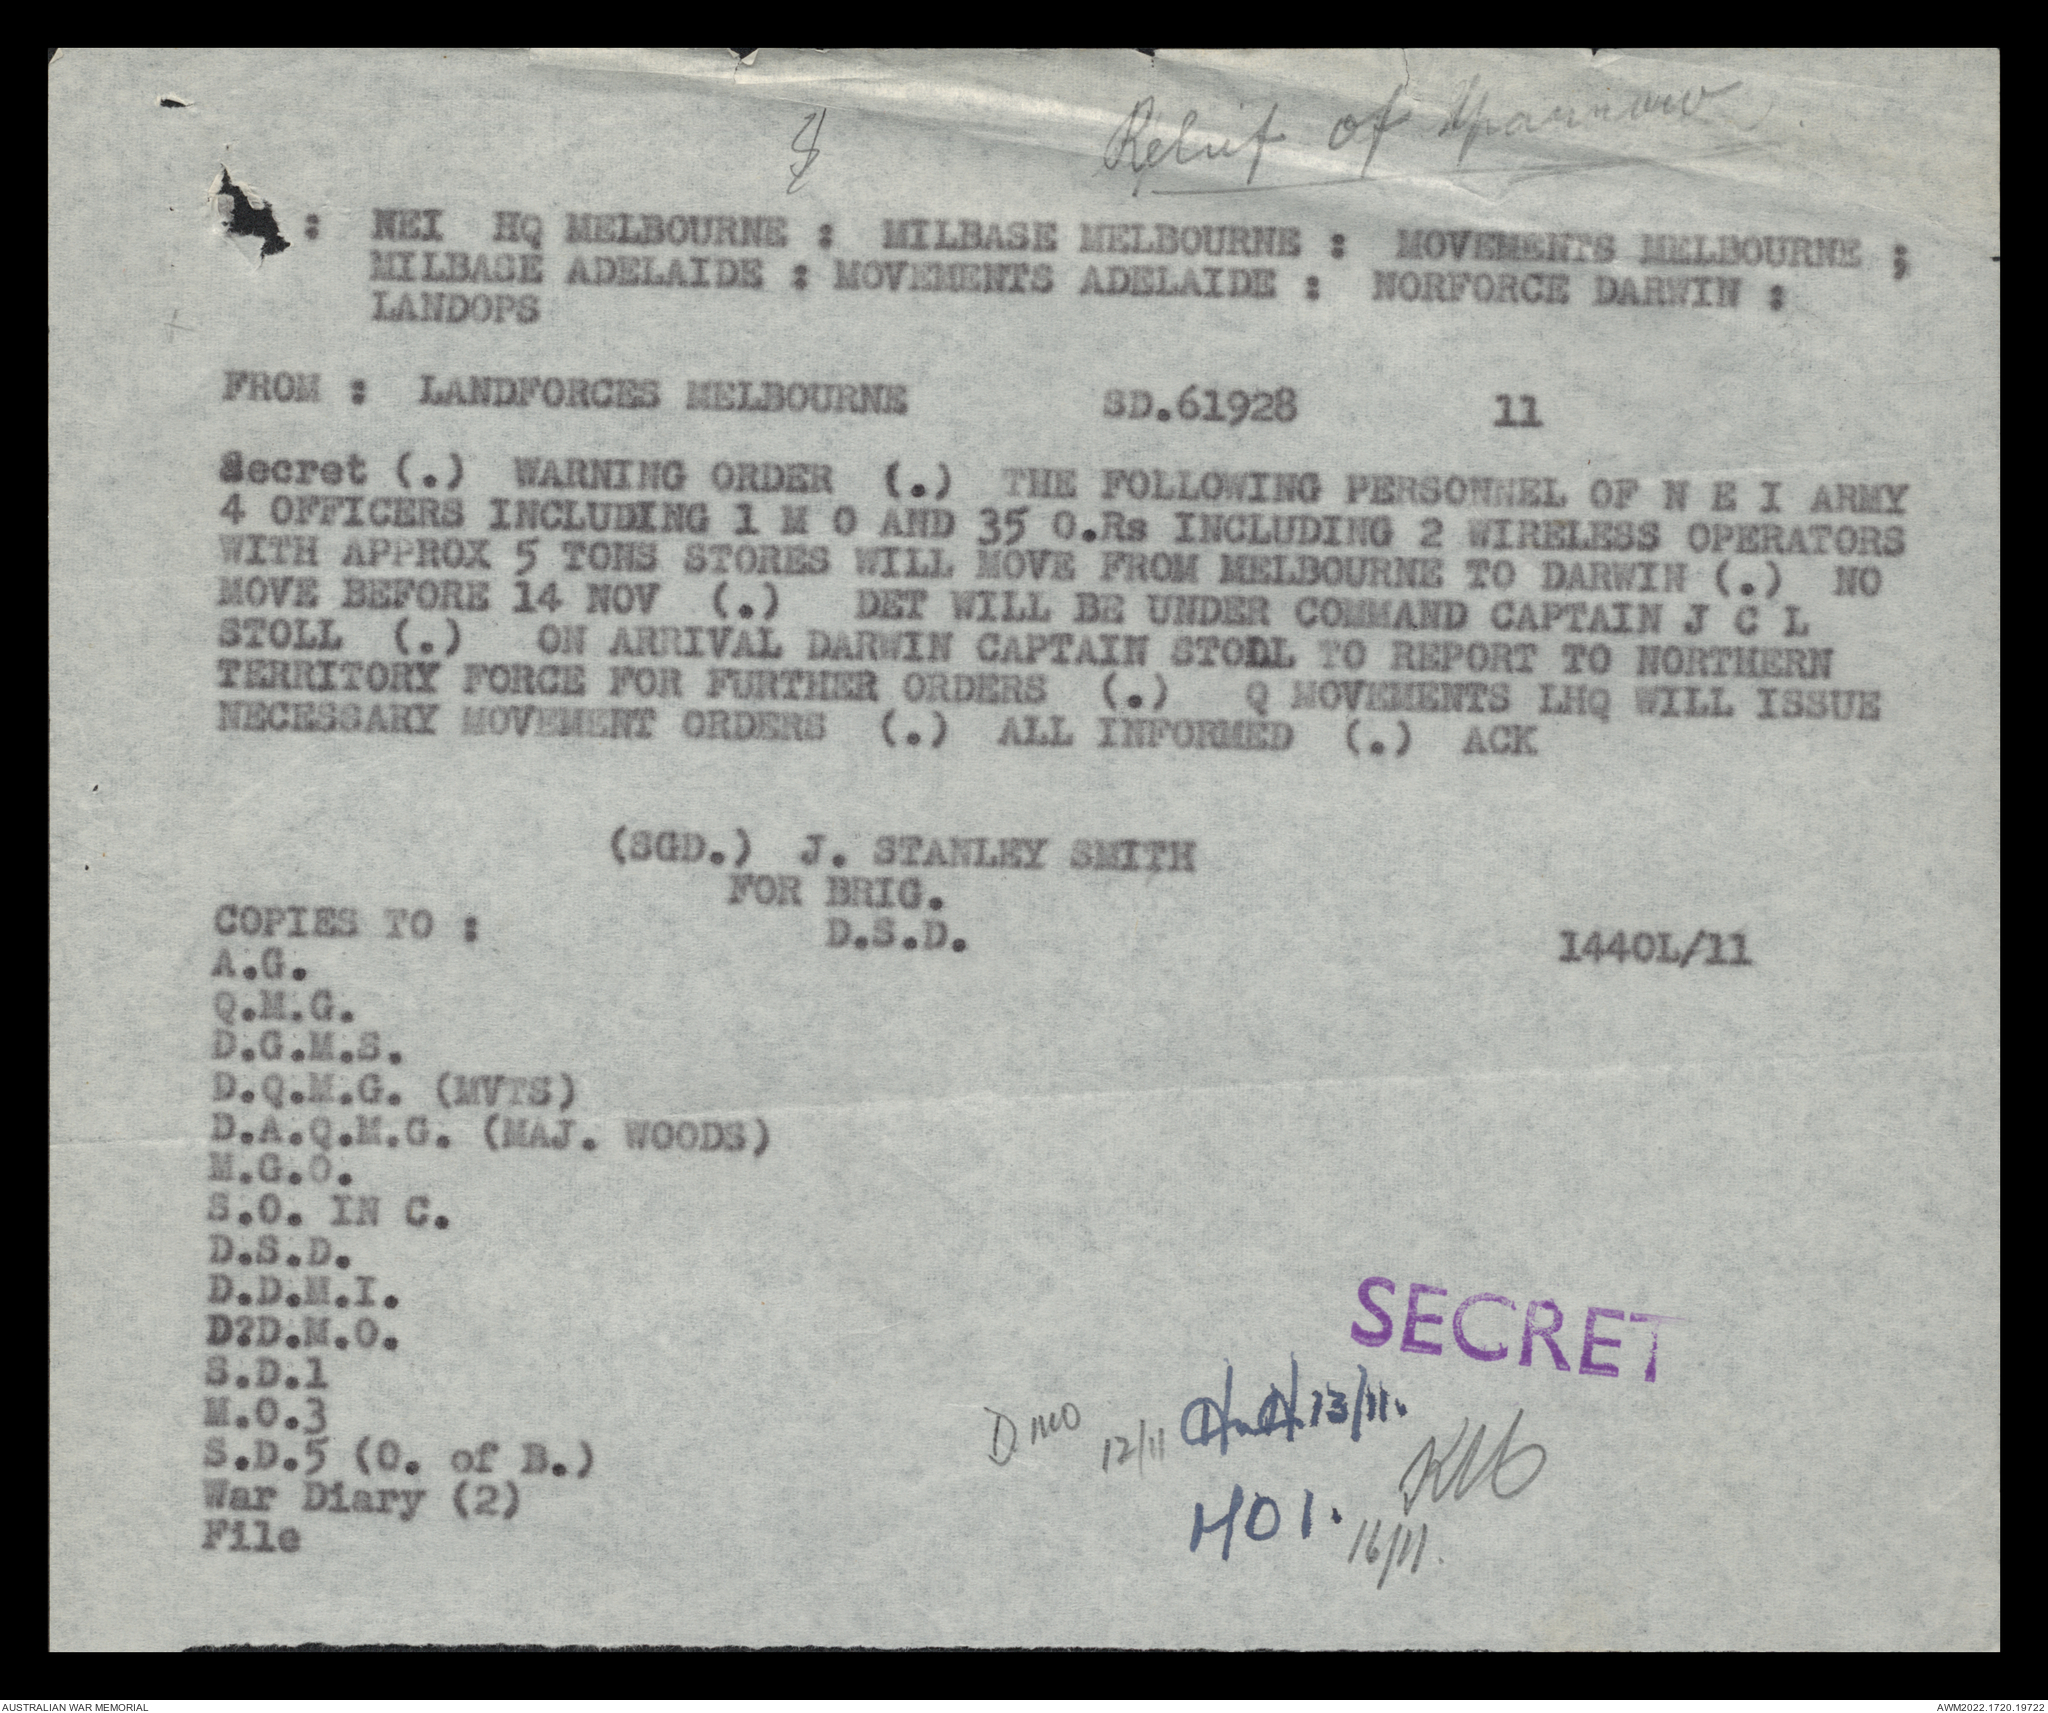 Relief of Sparrow
: NEI HQ MELBOURNE : MILBASE MELBOURNE : MOVEMENTS MELBOURNE ;
MILBASE ADELAIDE : MOVEMENTS ADELAIDE : NORFORCE DARWIN :
LANDOPS
FROM : LANDFORCES MELBOURNE SD.61928 11
Secret (.) WARNING ORDER (.) THE FOLLOWING PERSONNEL OF N E I ARMY
4 OFFICERS INCLUDING 1 M O AND 35 O.Rs INCLUDING 2 WIRELESS OPERATORS
WITH APPROX 5 TONS STORES WILL MOVE FROM MELBOURNE TO DARWIN (.) NO
MOVE BEFORE 14 NOV (.) DET WILL BE UNDER COMMAND CAPTAIN J C L
STOLL (.) ON ARRIVAL DARWIN CAPTAIN STOLL TO REPORT TO NORTHERN
TERRITORY FORCE FOR FURTHER ORDERS (.) Q MOVEMENTS LHQ WILL ISSUE
NECESSARY MOVEMENT ORDERS (.) ALL INFORMED (.) ACK
(SGD.) J. STANLEY SMITH
FOR BRIG.
D.S.D.
1440L/11
COPIES TO :
A.G.
Q.M.G.
D.G.M.S.
D.Q.M.G. (MVTS)
D.A.Q.M.G. (MAJ. WOODS)
M.G.O.
S.O. IN C.
D.S.D.
D.D.M.I.
D?D.M.O.
S.D.1
M.O.3
S.D.5 (O. of B.)
War Diary (2)
File
SECRET
DMO 12/11 13/11.
MO1.
16/11.
AUSTRALIAN WAR MEMORIAL AWM2022.1720.19722